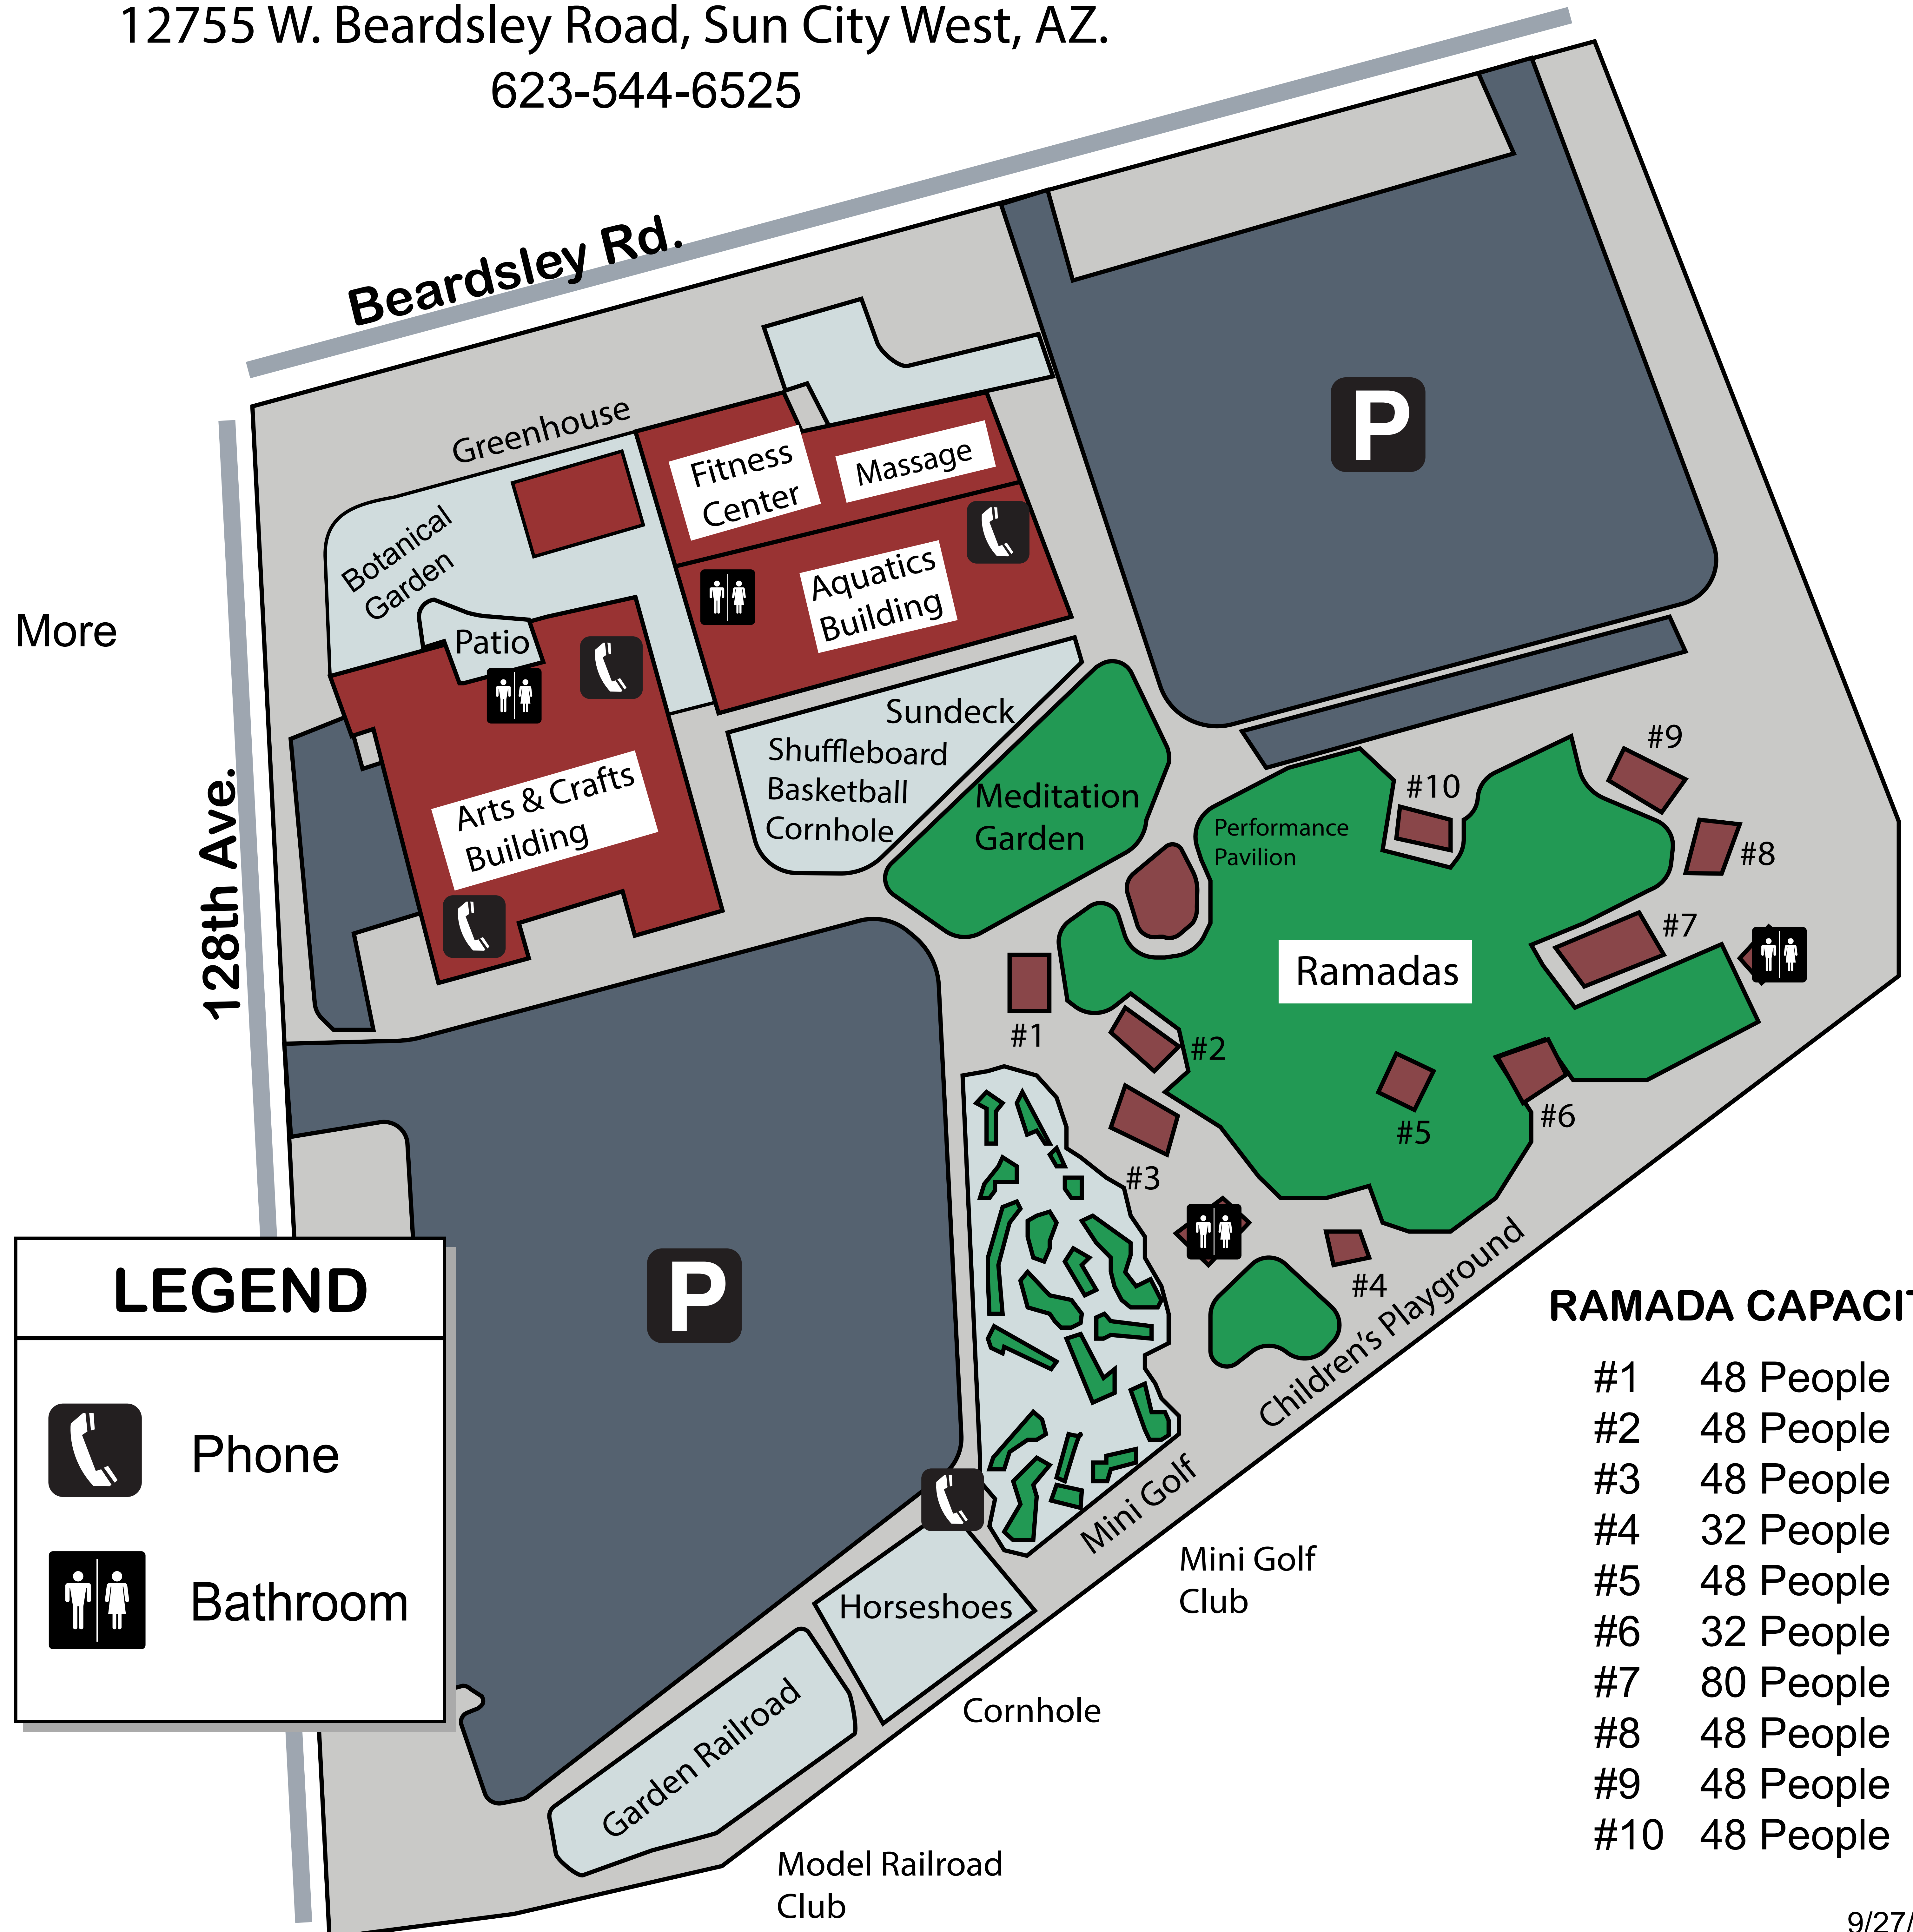 12755 W. Beardsley Road, Sun City West, AZ.
623-544-6525
Beardsley Rd.
128th Ave.
More
Greenhouse
Botanical
Garden
Patio
Fitness
Center
Massage
Aquatics
Building
Arts & Crafts
Building
Sundeck
Shuffleboard
Basketball
Cornhole
Meditation
Garden
Performance
Pavilion
P
Ramadas
#10
#9
#8
#7
#1
#2
#3
#5
#6
#4
P
Children's Playground
Mini Golf
Mini Golf
Club
Horseshoes
Cornhole
Garden Railroad
Model Railroad
Club
LEGEND
Phone
Bathroom
RAMADA CAPACIT
#1 48 People
#2 48 People
#3 48 People
#4 32 People
#5 48 People
#6 32 People
#7 80 People
#8 48 People
#9 48 People
#10 48 People
9/27/